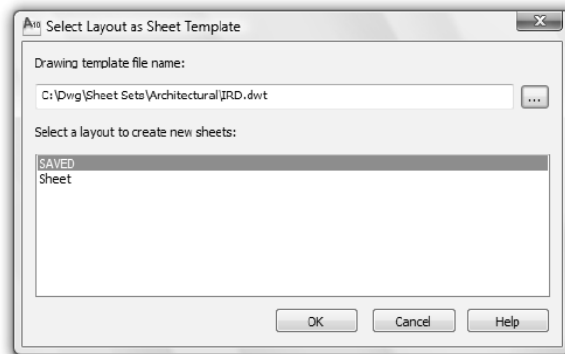 A10 Select Layout as Sheet Template
X
Drawing template file name:
C:\Dwg\Sheet Sets\Architectural\IRD.dwt
...
Select a layout to create new sheets:
SAVED
Sheet
OK Cancel Help